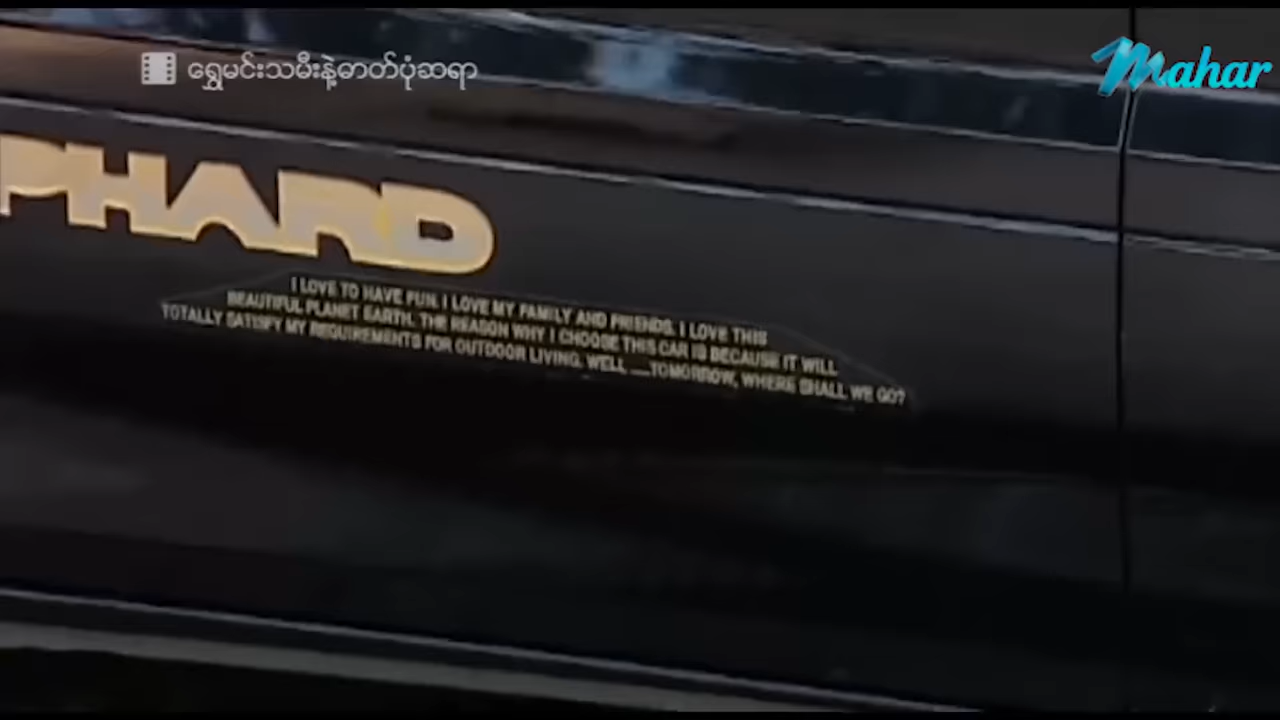 ရွှေမင်းသမီးနဲ့ဓာတ်ပုံဆရာ
Mahar
PHARD
I LOVE TO HAVE FUN. I LOVE MY FAMILY AND FRIENDS. I LOVE THIS
BEAUTIFUL PLANET EARTH. THE REASON WHY I CHOOSE THIS CAR IS BECAUSE IT WILL
TOTALLY SATISFY MY REQUIREMENTS FOR OUTDOOR LIVING. WELL ....TOMORROW, WHERE SHALL WE GO?